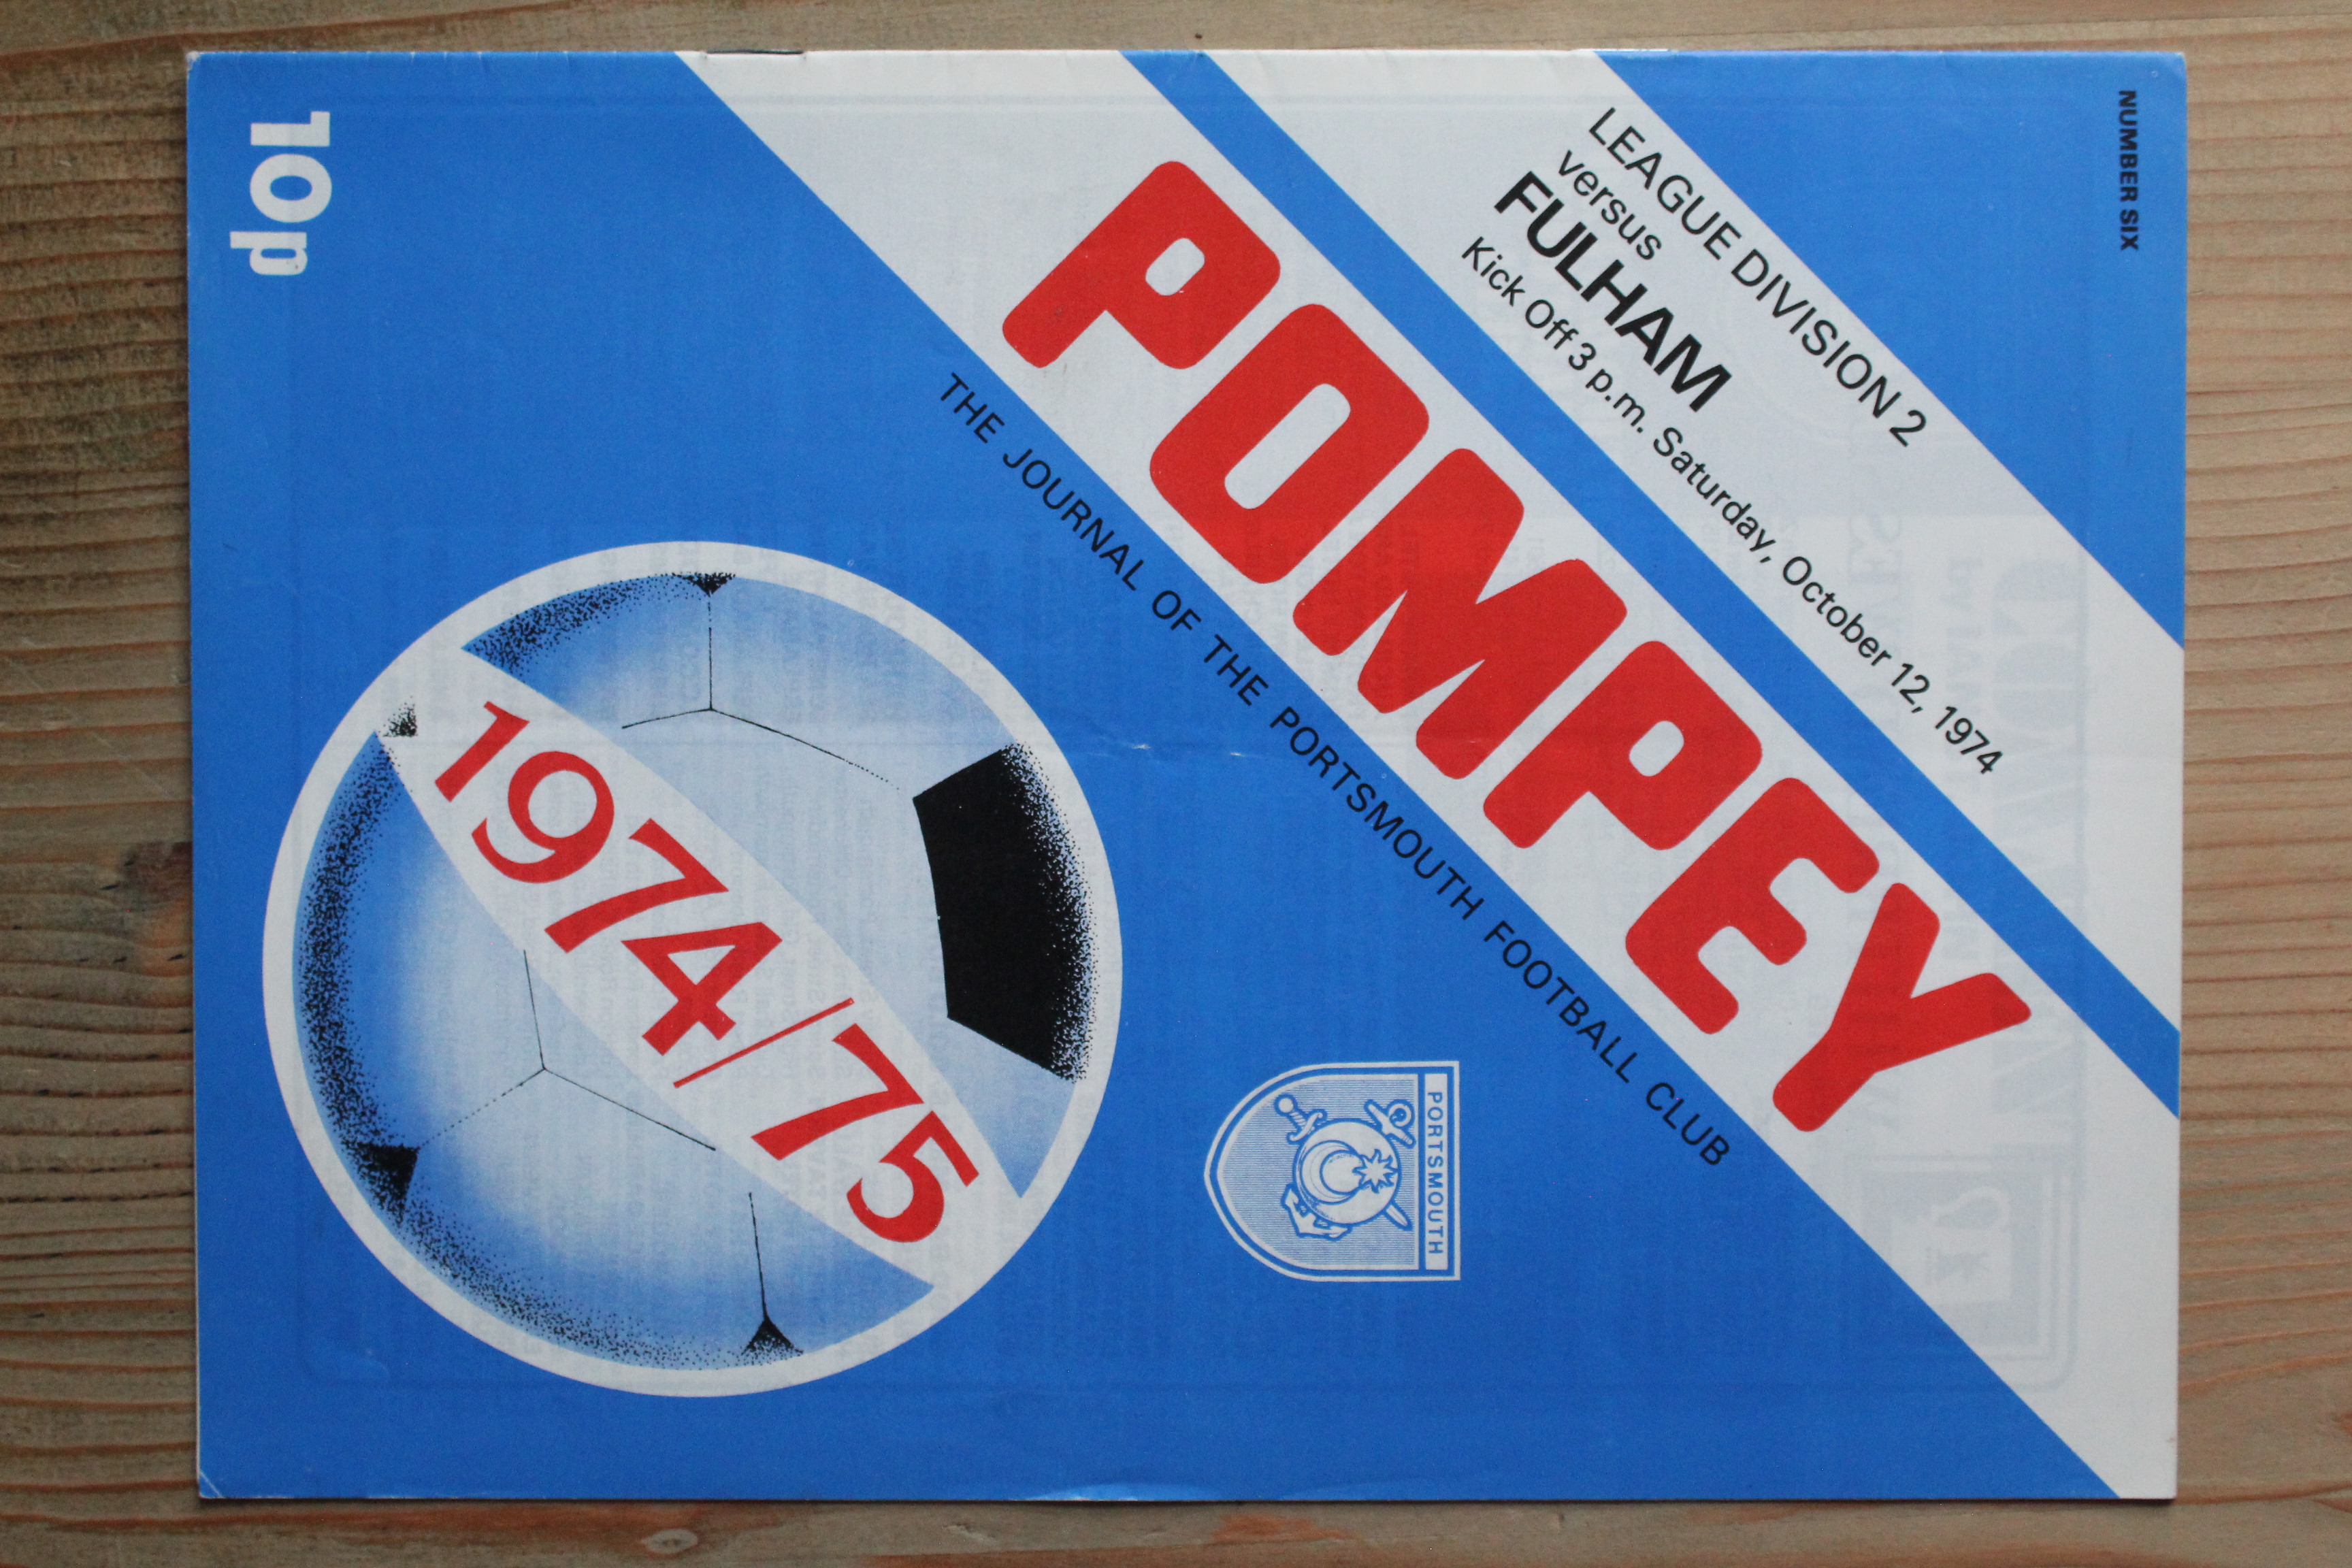 NUMBER SIX
LEAGUE DIVISION 2
versus
FULHAM
Kick Off 3 p.m. Saturday, October 12, 1974
POMPEY
THE JOURNAL OF THE PORTSMOUTH FOOTBALL CLUB
PORTSMOUTH
1974/75
10p